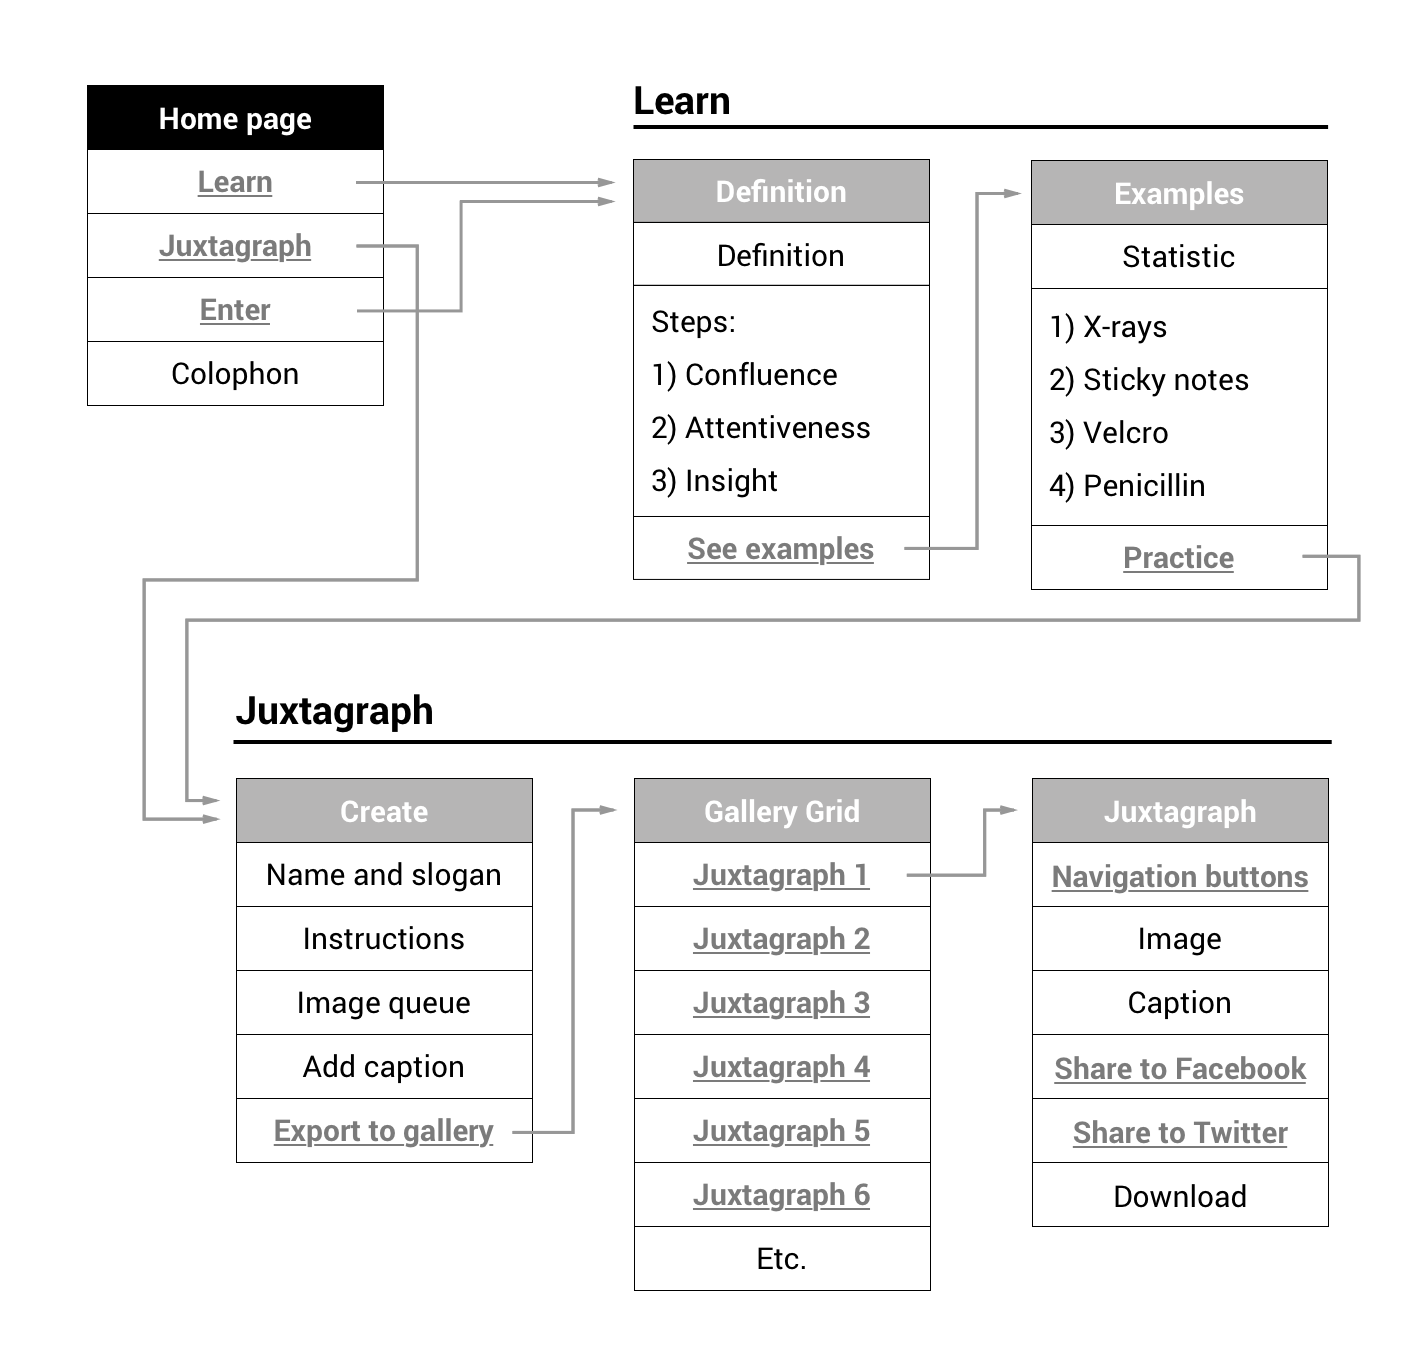 Home page
Learn
Juxtagraph
Enter
Colophon
Learn
Definition
Definition
Steps:
1) Confluence
2) Attentiveness
3) Insight
See examples
Examples
Statistic
1) X-rays
2) Sticky notes
3) Velcro
4) Penicillin
Practice
Juxtagraph
Create
Name and slogan
Instructions
Image queue
Add caption
Export to gallery
Gallery Grid
Juxtagraph 1
Juxtagraph 2
Juxtagraph 3
Juxtagraph 4
Juxtagraph 5
Juxtagraph 6
Etc.
Juxtagraph
Navigation buttons
Image
Caption
Share to Facebook
Share to Twitter
Download